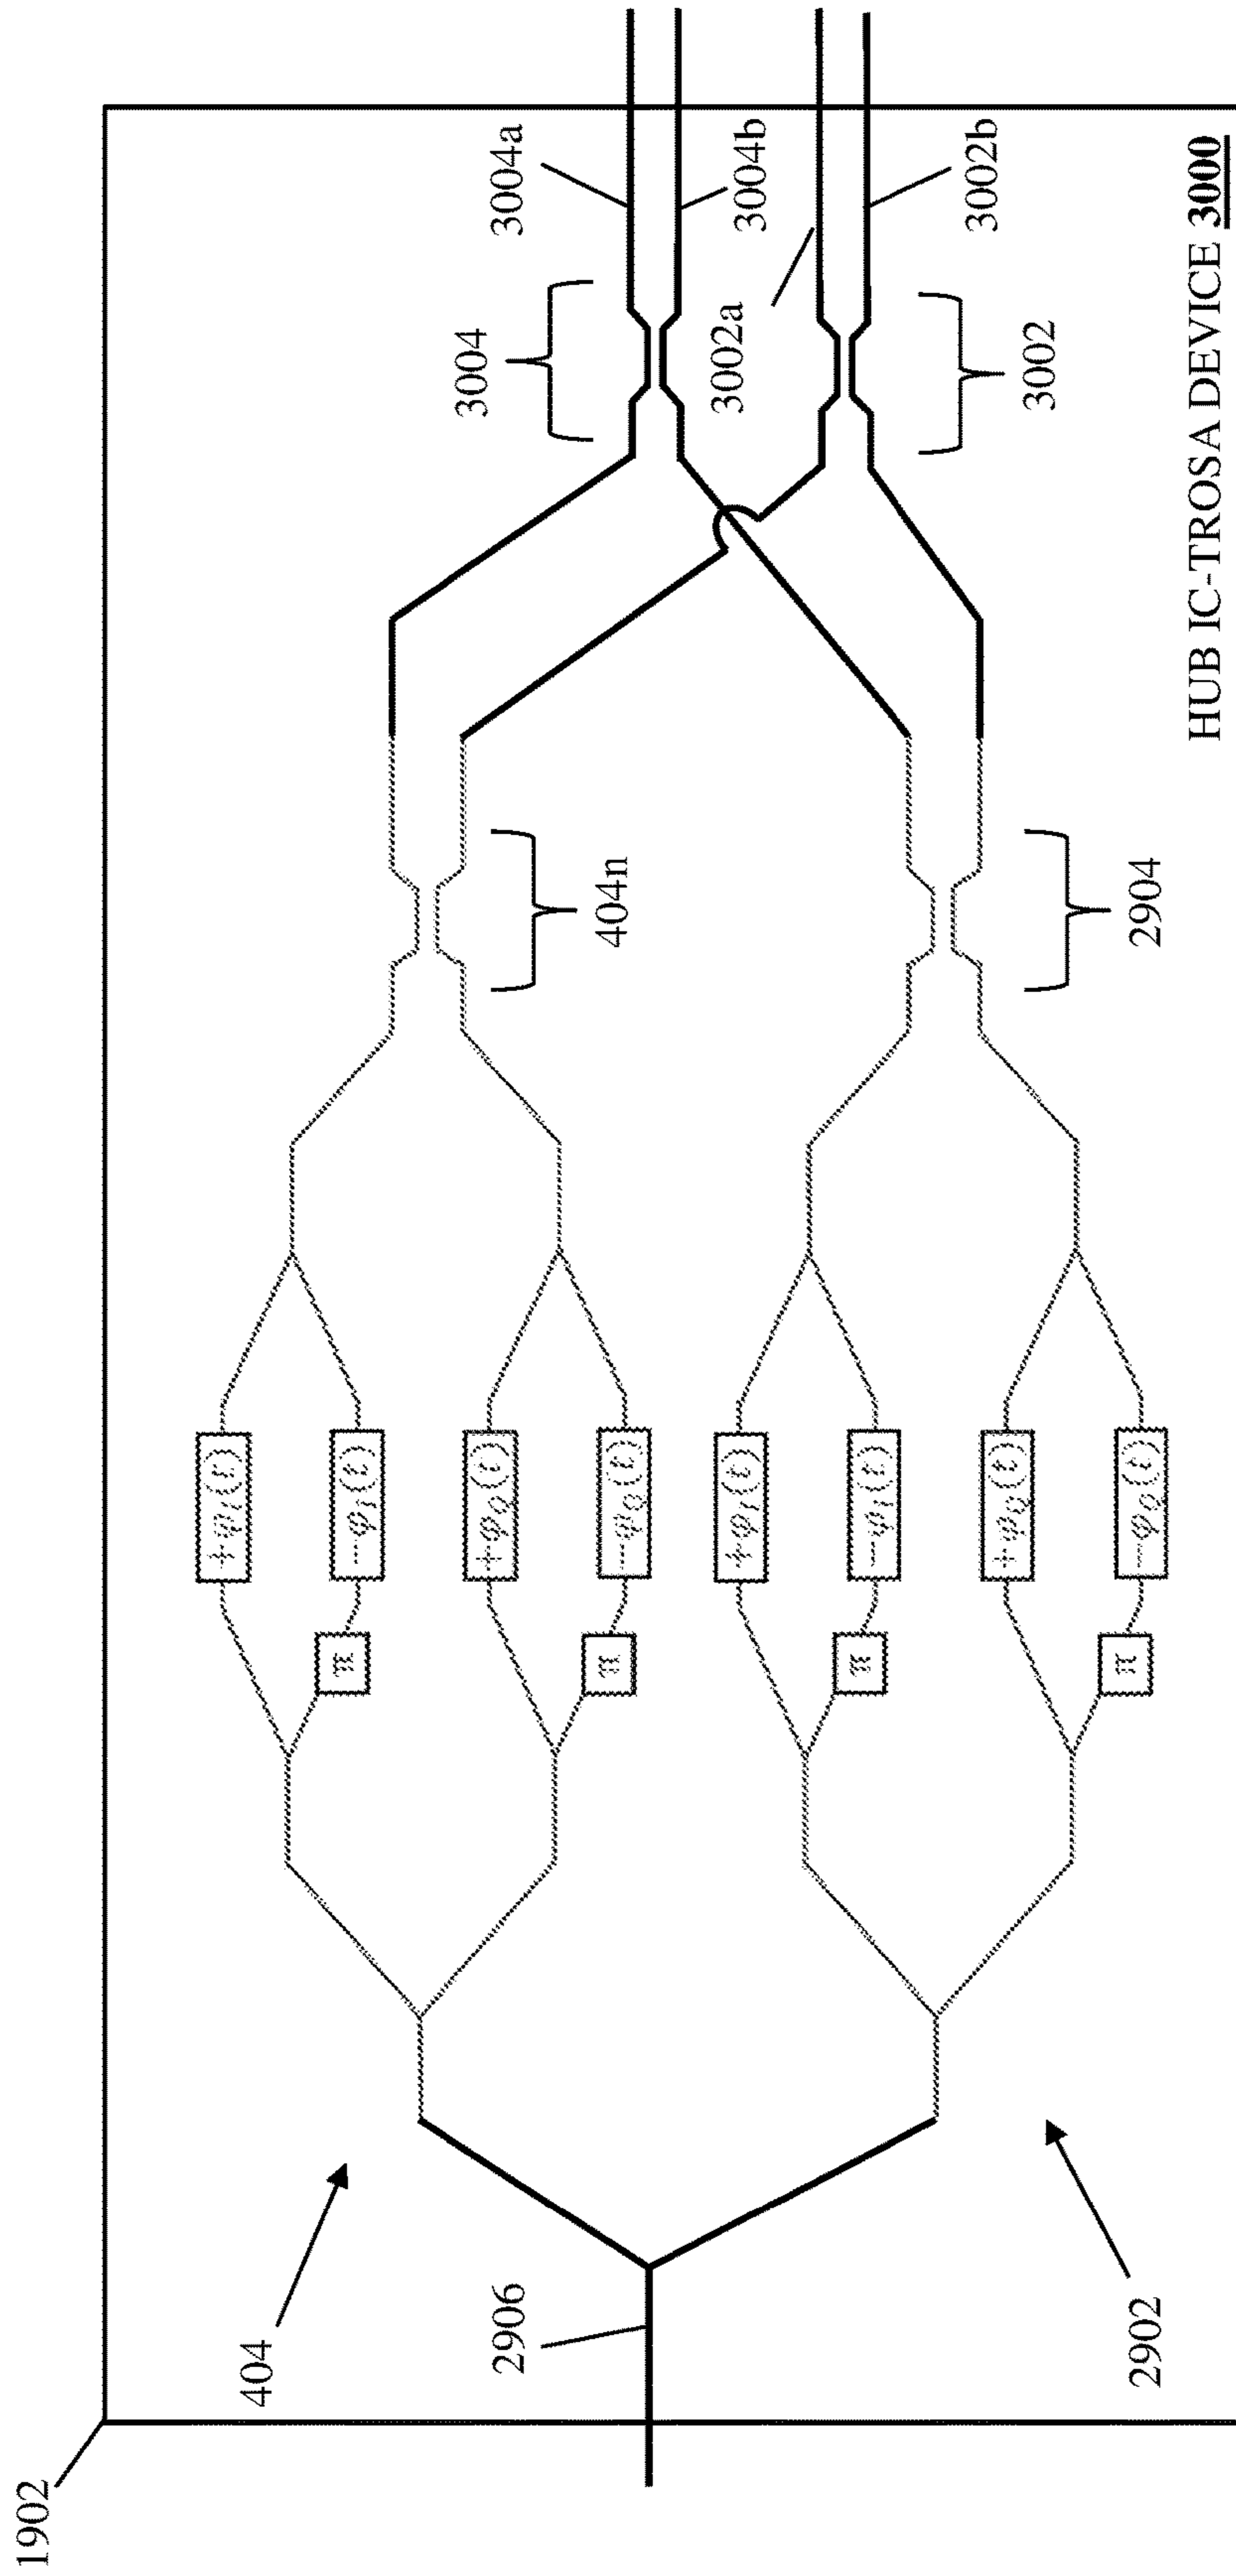 1902
404
2906
2902
+φI(t)
π
−φI(t)
+φQ(t)
π
−φQ(t)
+φI(t)
π
−φI(t)
+φQ(t)
π
−φQ(t)
404n
2904
3004
3004a
3004b
3002a
3002
3002b
HUB IC-TROSA DEVICE 3000